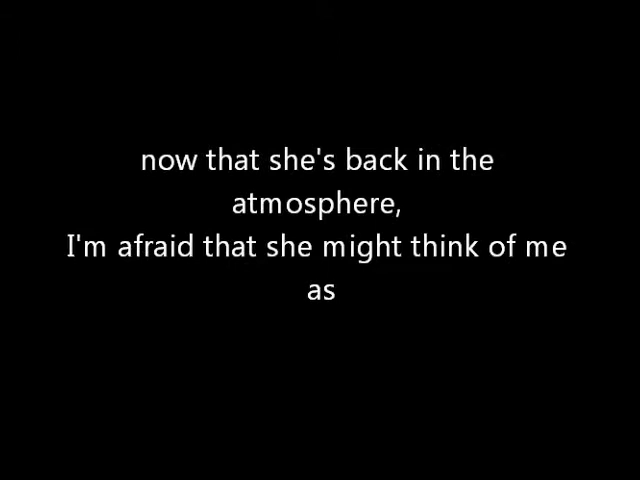 now that she's back in the
atmosphere,
I'm afraid that she might think of me
as